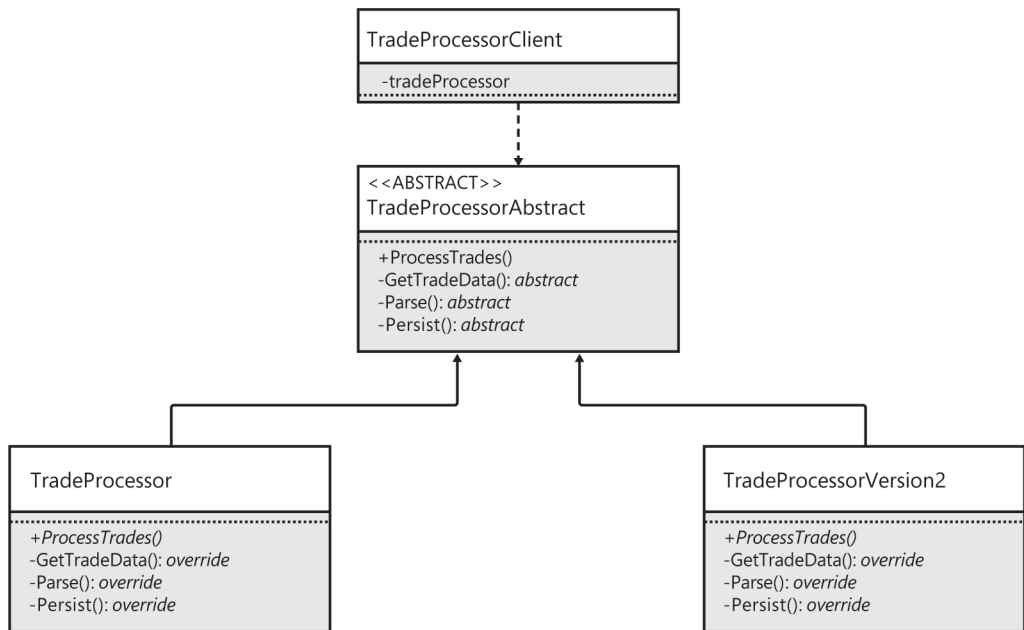 TradeProcessorClient
-tradeProcessor
<<ABSTRACT>>
TradeProcessorAbstract
+ProcessTrades()
-GetTradeData(): abstract
-Parse(): abstract
-Persist(): abstract
TradeProcessor
+ProcessTrades()
-GetTradeData(): override
-Parse(): override
-Persist(): override
TradeProcessorVersion2
+ProcessTrades()
-GetTradeData(): override
-Parse(): override
-Persist(): override